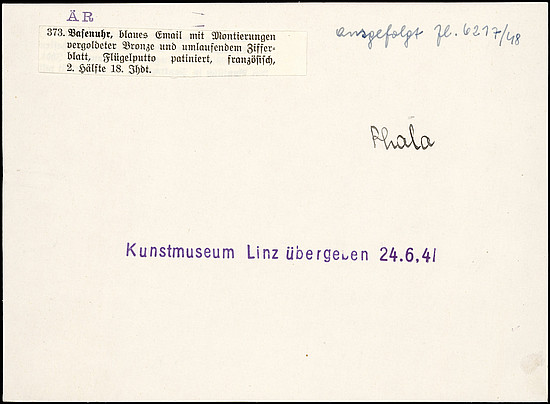 ÄR
373. Vasenuhr, blaues Email mit Montierungen
vergoldeter Bronze und umlaufendem Ziffer-
blatt, Flügelputto patiniert, französisch,
2. Hälfte 18. Jhdt.
ausgefolgt Zl. 6217/48
Kunstmuseum Linz übergeben 24.6.41